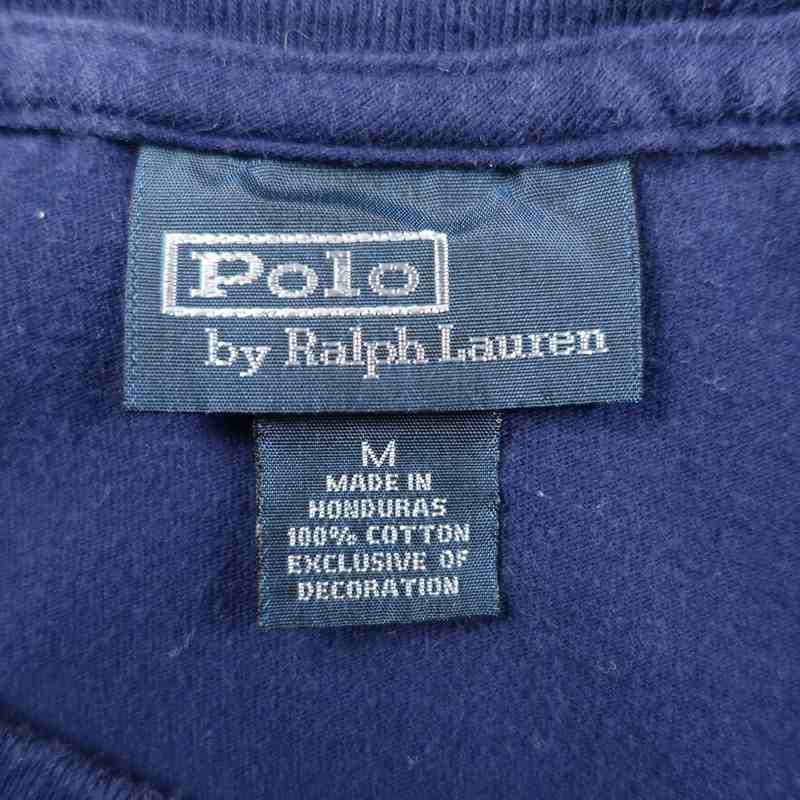 Polo
by Ralph Lauren
M
MADE IN
HONDURAS
100% COTTON
EXCLUSIVE OF
DECORATION